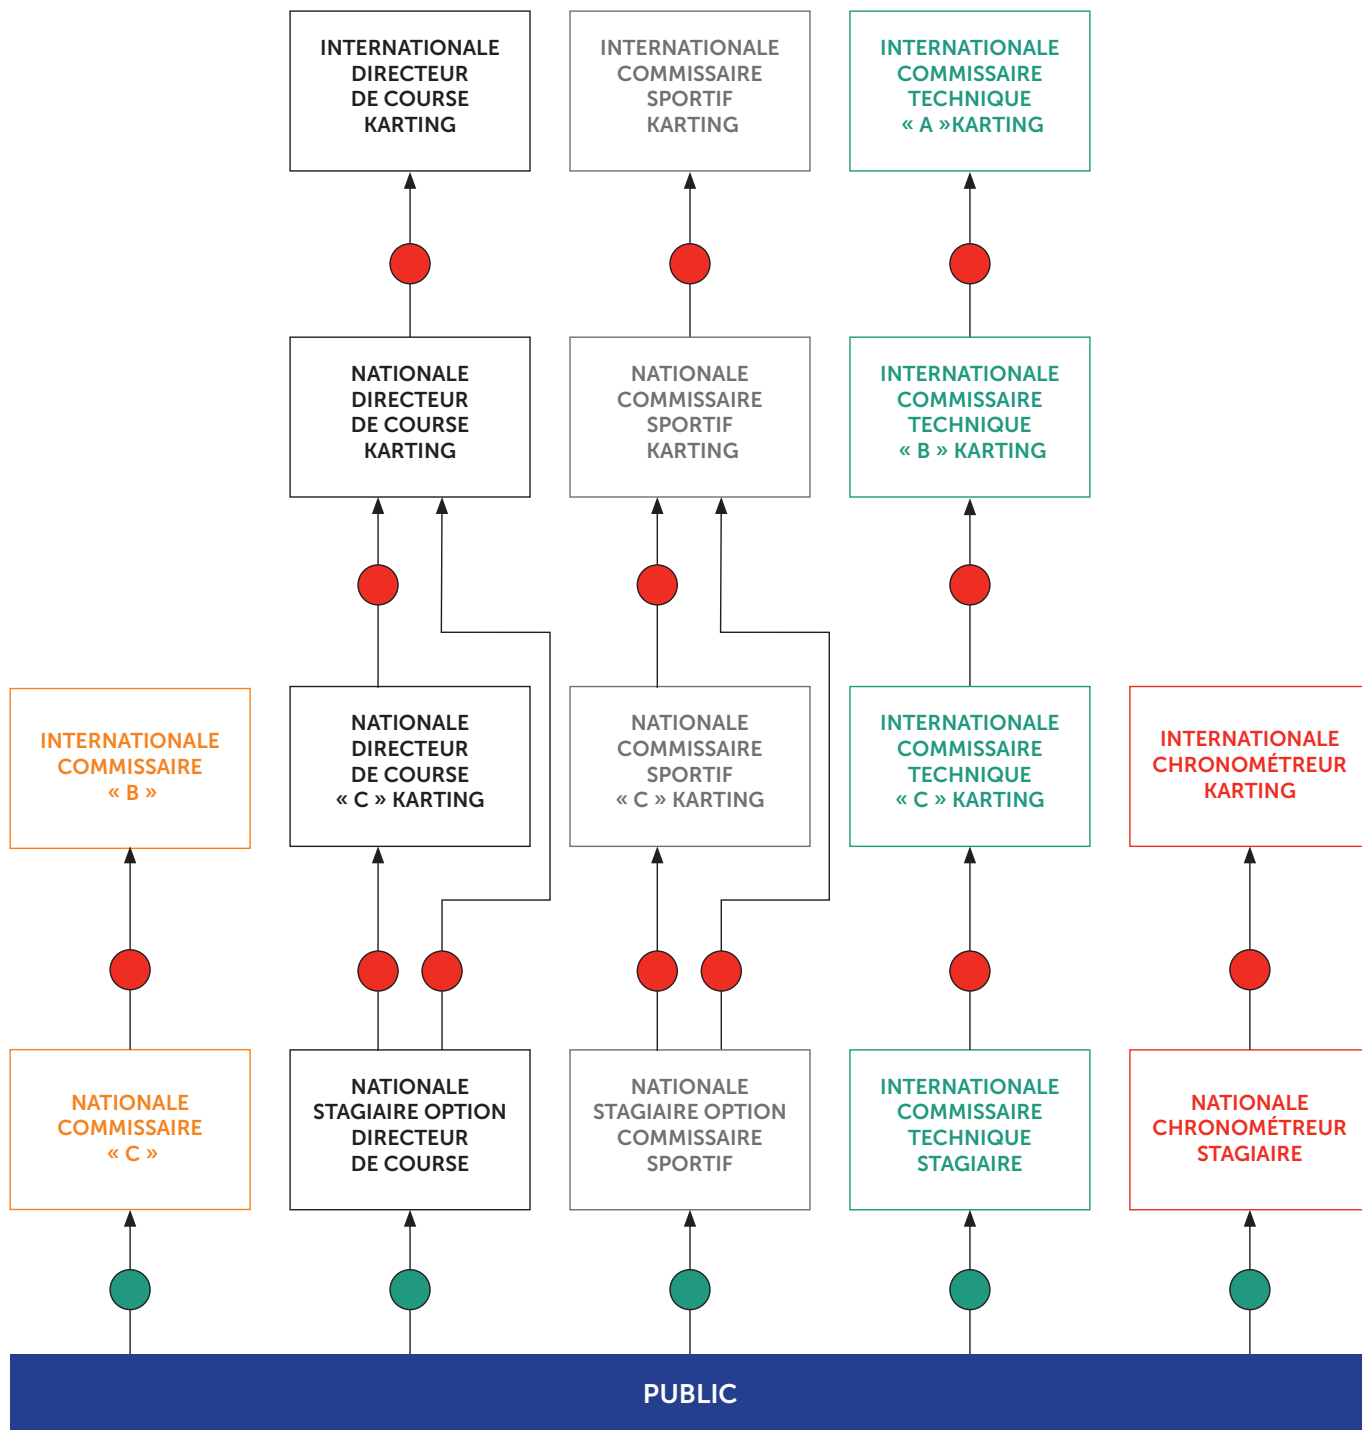 INTERNATIONALE
DIRECTEUR
DE COURSE
KARTING
INTERNATIONALE
COMMISSAIRE
SPORTIF
KARTING
INTERNATIONALE
COMMISSAIRE
TECHNIQUE
« A »KARTING
NATIONALE
DIRECTEUR
DE COURSE
KARTING
NATIONALE
COMMISSAIRE
SPORTIF
KARTING
INTERNATIONALE
COMMISSAIRE
TECHNIQUE
« B » KARTING
INTERNATIONALE
COMMISSAIRE
« B »
NATIONALE
DIRECTEUR
DE COURSE
« C » KARTING
NATIONALE
COMMISSAIRE
SPORTIF
« C » KARTING
INTERNATIONALE
COMMISSAIRE
TECHNIQUE
« C » KARTING
INTERNATIONALE
CHRONOMÉTREUR
KARTING
NATIONALE
COMMISSAIRE
« C »
NATIONALE
STAGIAIRE OPTION
DIRECTEUR
DE COURSE
NATIONALE
STAGIAIRE OPTION
COMMISSAIRE
SPORTIF
INTERNATIONALE
COMMISSAIRE
TECHNIQUE
STAGIAIRE
NATIONALE
CHRONOMÉTREUR
STAGIAIRE
PUBLIC